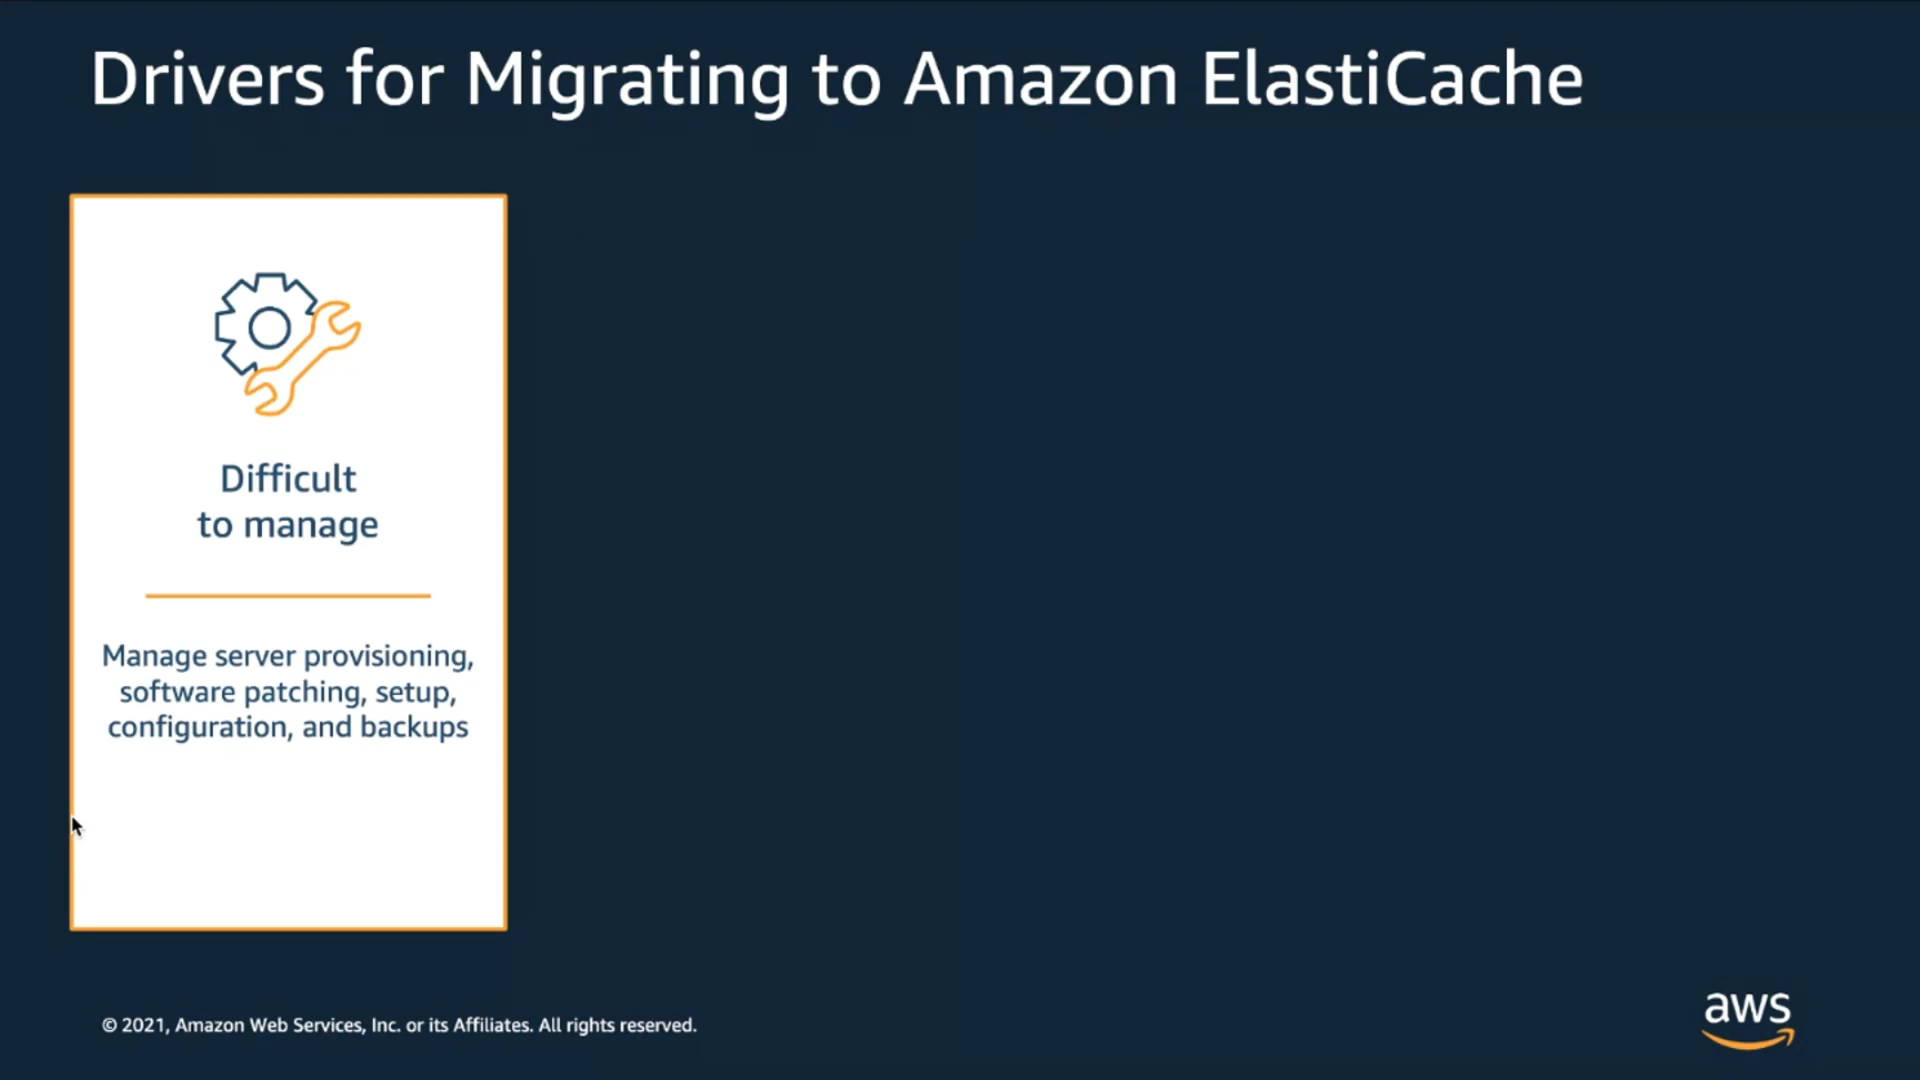 Drivers for Migrating to Amazon ElastiCache
Difficult
to manage
Manage server provisioning,
software patching, setup,
configuration, and backups
© 2021, Amazon Web Services, Inc. or its Affiliates. All rights reserved.
aws